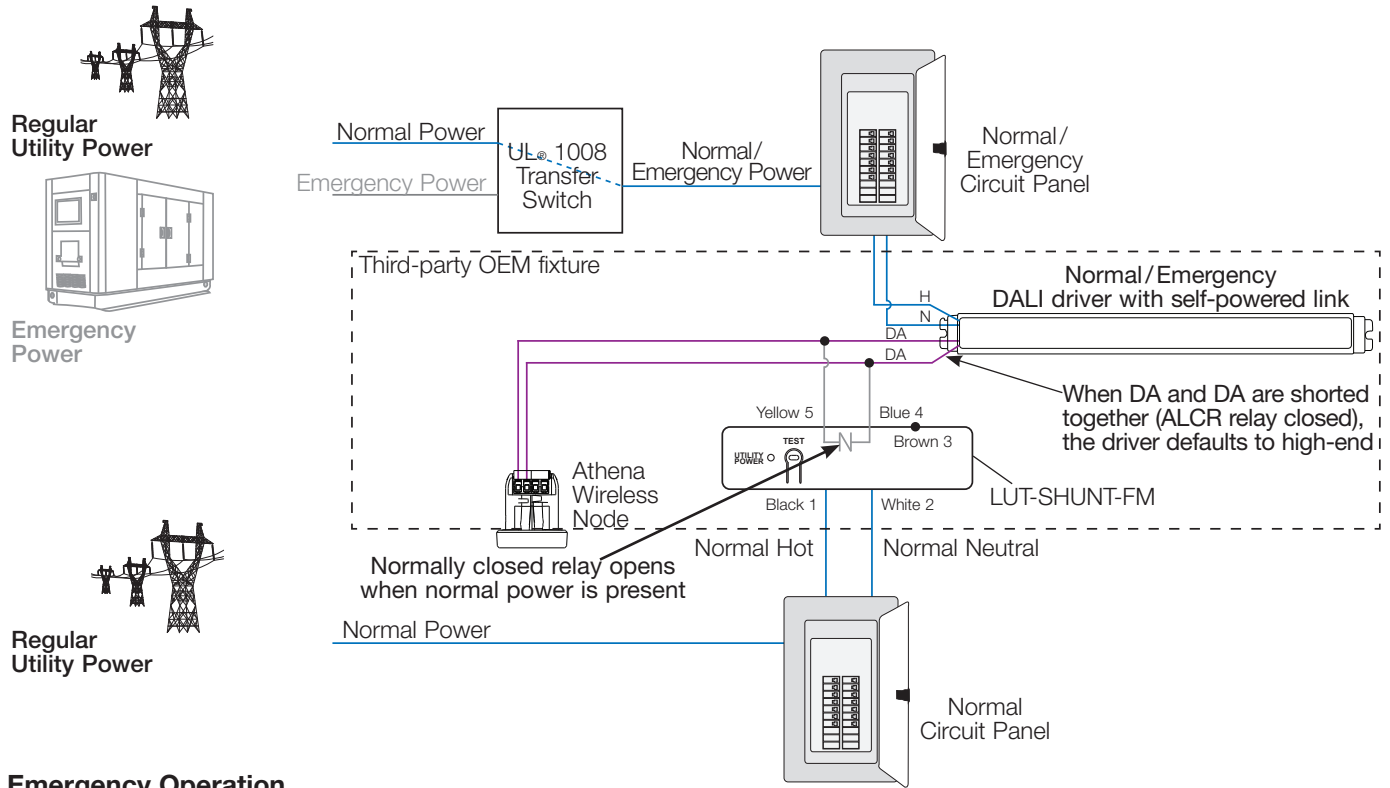 Regular
Utility Power
Normal Power
Emergency Power
UL® 1008
Transfer
Switch
Normal/
Emergency Power
Normal/
Emergency
Circuit Panel
Emergency
Power
Third-party OEM fixture
Normal/Emergency
DALI driver with self-powered link
H
N
DA
DA
When DA and DA are shorted
together (ALCR relay closed),
the driver defaults to high-end
Yellow 5
Blue 4
Brown 3
TEST
UTILITY
POWER
N
LUT-SHUNT-FM
Black 1
White 2
Athena
Wireless
Node
Normal Hot
Normal Neutral
Normally closed relay opens
when normal power is present
Regular
Utility Power
Normal Power
Normal
Circuit Panel
Emergency Operation